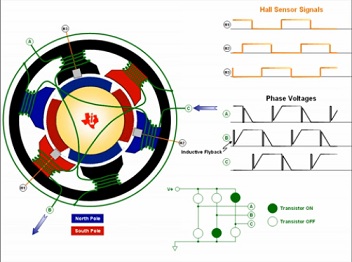 Hall Sensor Signals
H1
H2
H3
Phase Voltages
A
B
C
Inductive Flyback
A
H3
C
H2
H1
B
North Pole
South Pole
V+
A
B
C
Transistor ON
Transistor OFF